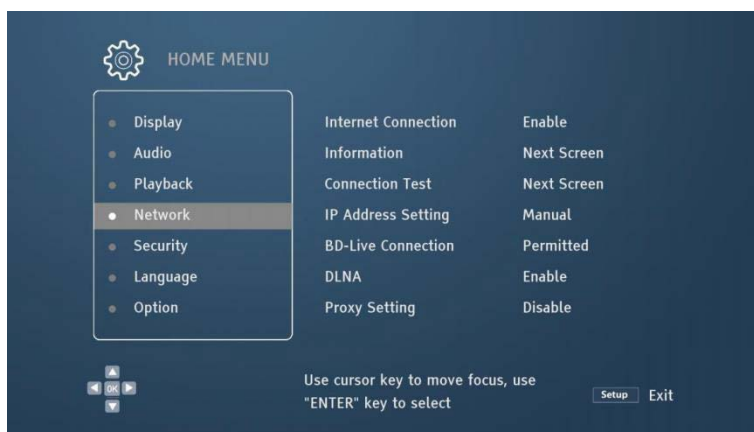 HOME MENU
Display
Audio
Playback
Network
Security
Language
Option
Internet Connection Enable
Information Next Screen
Connection Test Next Screen
IP Address Setting Manual
BD-Live Connection Permitted
DLNA Enable
Proxy Setting Disable
OK
Use cursor key to move focus, use
"ENTER" key to select
Setup Exit